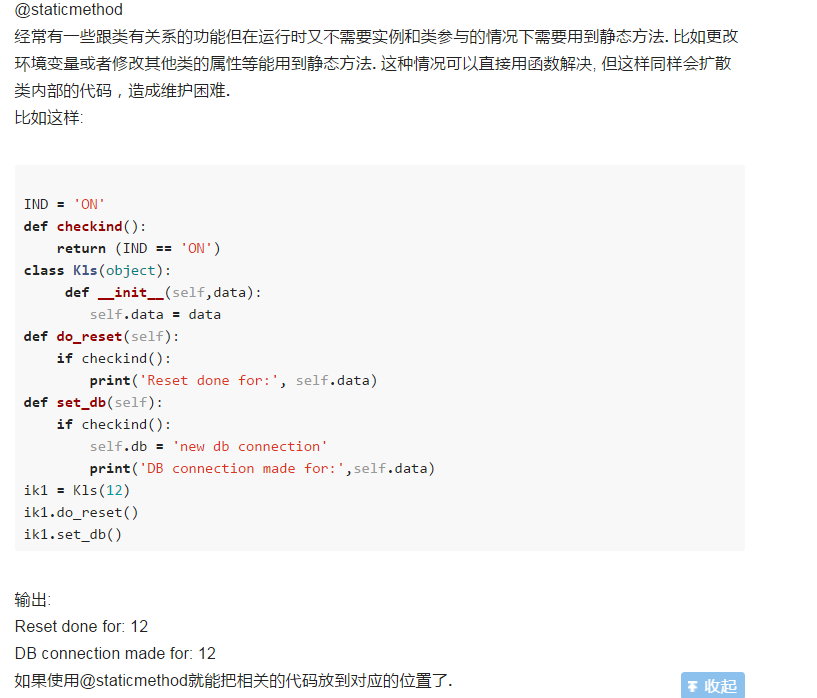 @staticmethod
经常有一些跟类有关系的功能但在运行时又不需要实例和类参与的情况下需要用到静态方法. 比如更改
环境变量或者修改其他类的属性等能用到静态方法. 这种情况可以直接用函数解决, 但这样同样会扩散
类内部的代码，造成维护困难.
比如这样:
IND = 'ON'
def checkind():
    return (IND == 'ON')
class Kls(object):
     def __init__(self,data):
        self.data = data
def do_reset(self):
    if checkind():
        print('Reset done for:', self.data)
def set_db(self):
    if checkind():
        self.db = 'new db connection'
        print('DB connection made for:',self.data)
ik1 = Kls(12)
ik1.do_reset()
ik1.set_db()
输出:
Reset done for: 12
DB connection made for: 12
如果使用@staticmethod就能把相关的代码放到对应的位置了.
收起